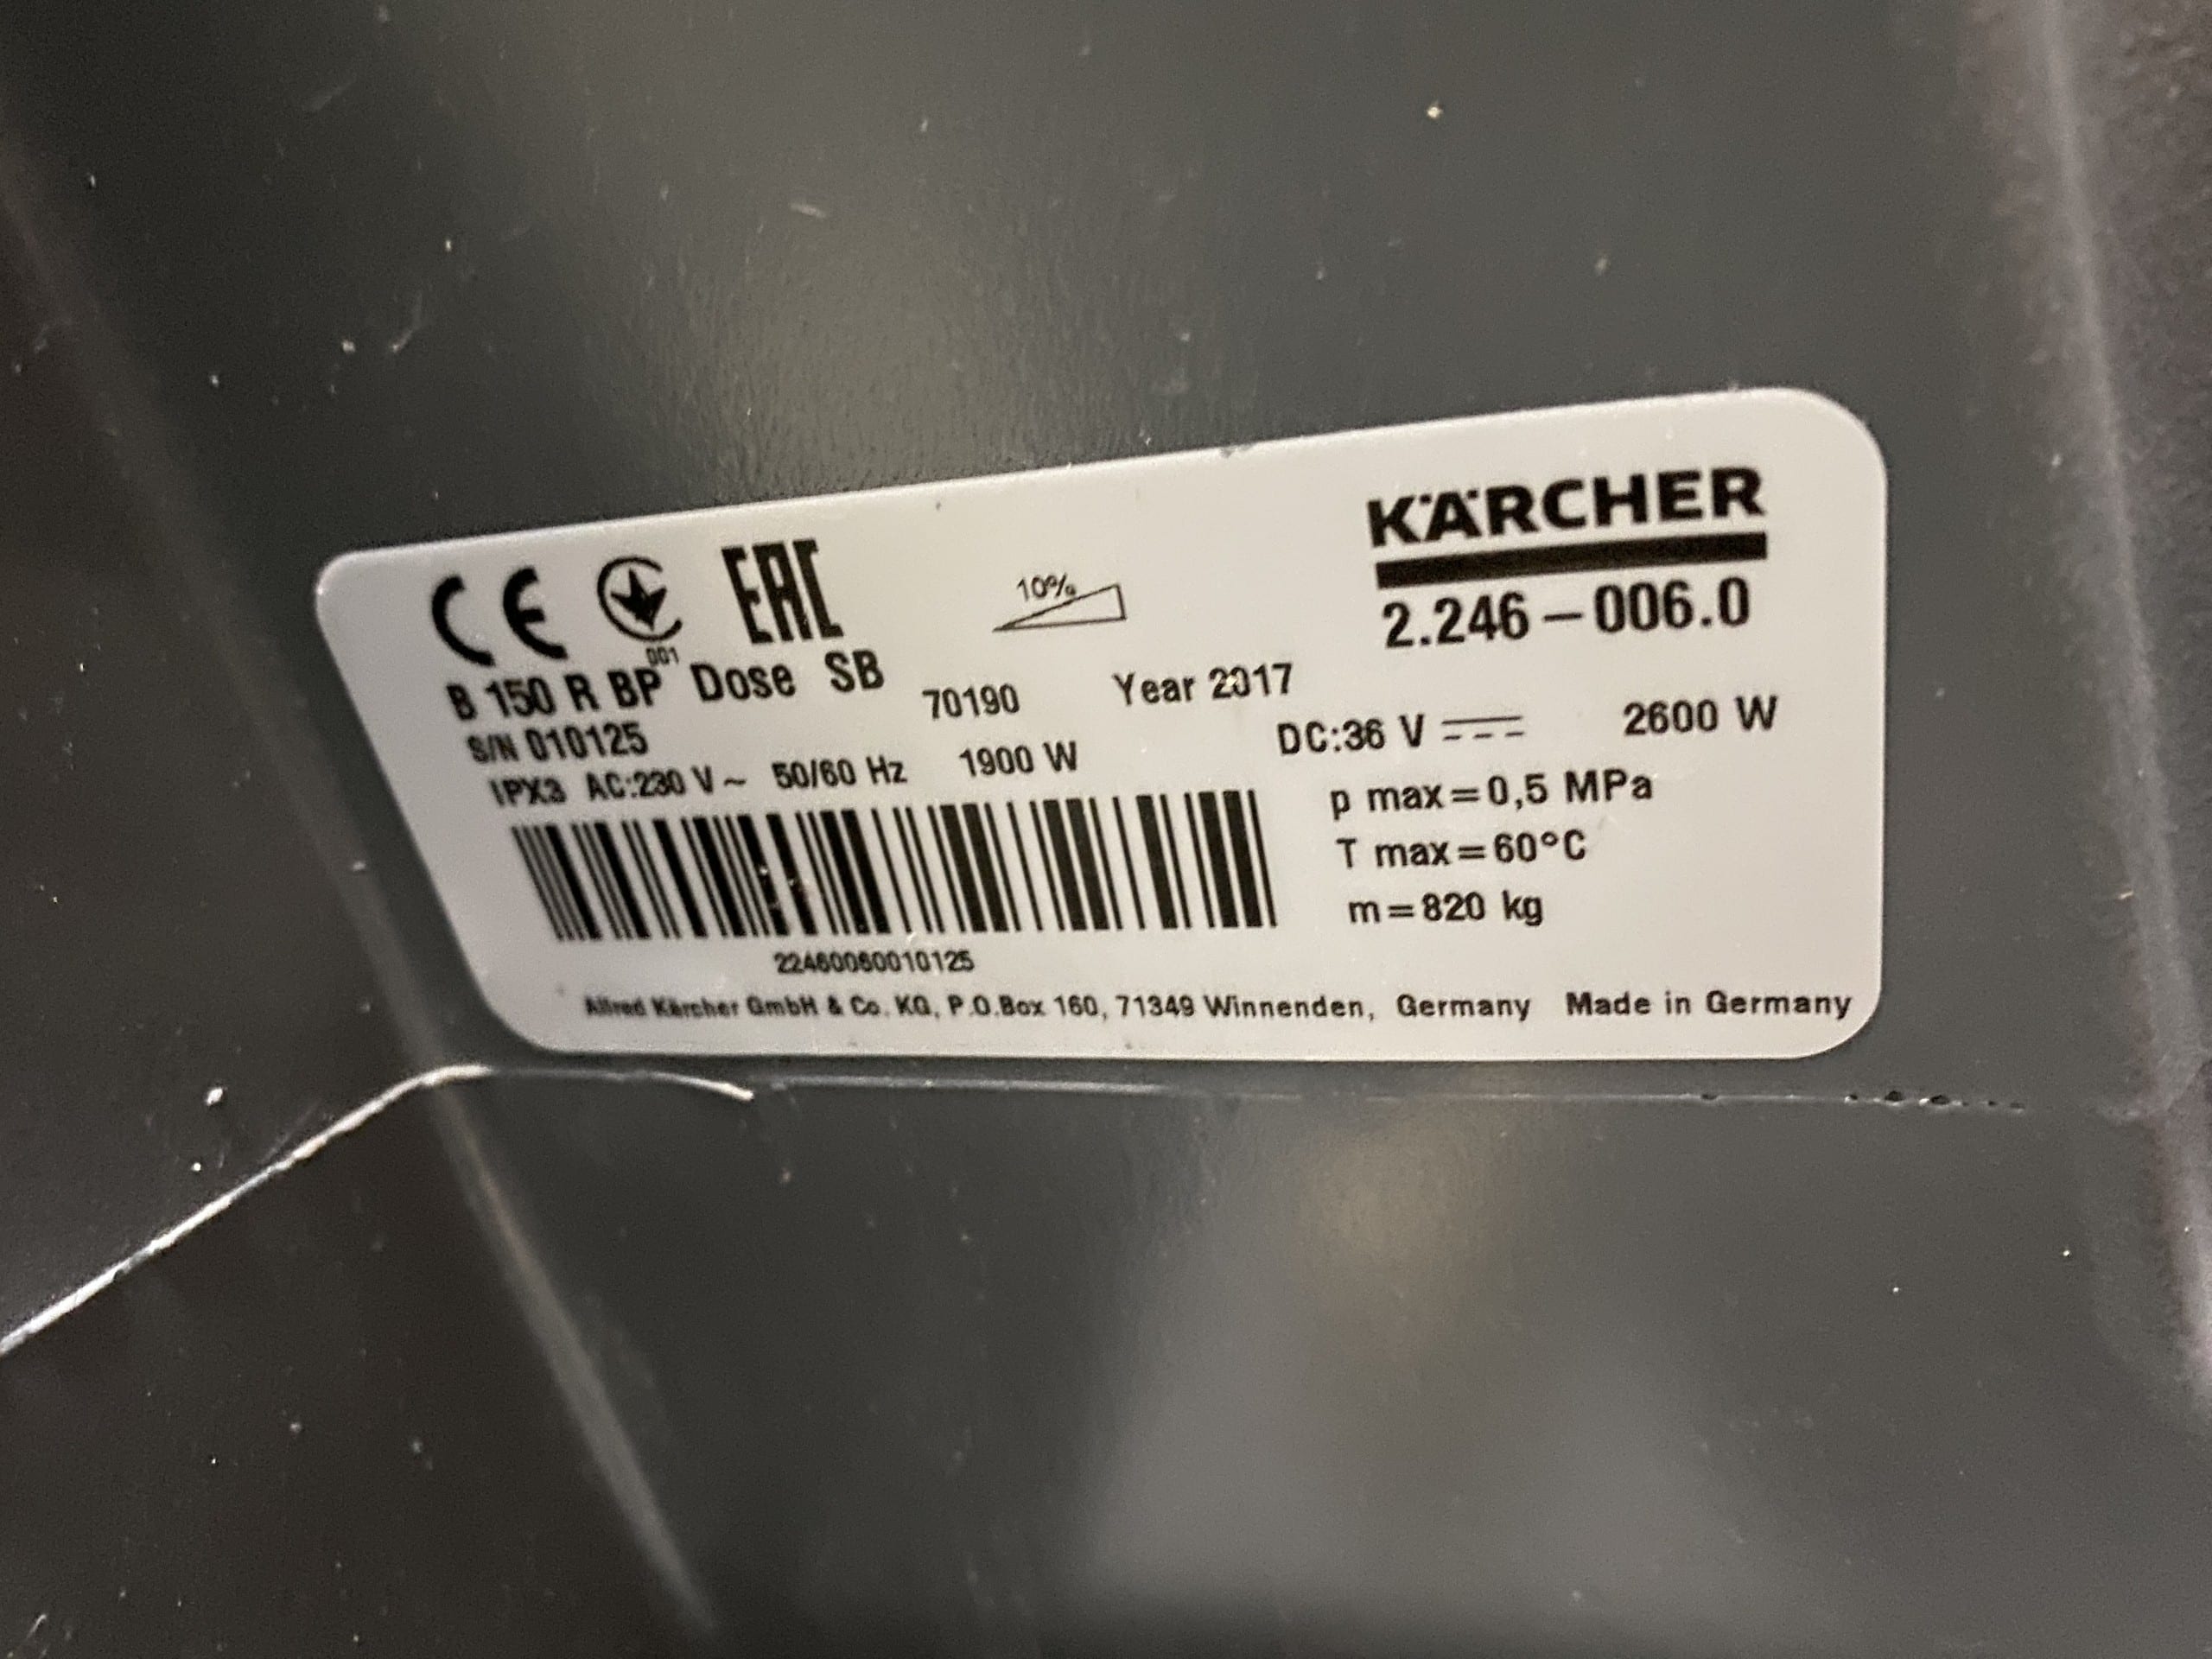 CE 001 EAC 10% KÄRCHER
2.246-006.0
B 150 R BP Dose SB 70190 Year 2017
S/N 010125
IPX3 AC:230 V~ 50/60 Hz 1900 W DC:36 V 2600 W
p max=0,5 MPa
T max=60°C
m=820 kg
22460060010125
Alfred Kärcher GmbH & Co. KG, P.O.Box 160, 71349 Winnenden, Germany Made in Germany